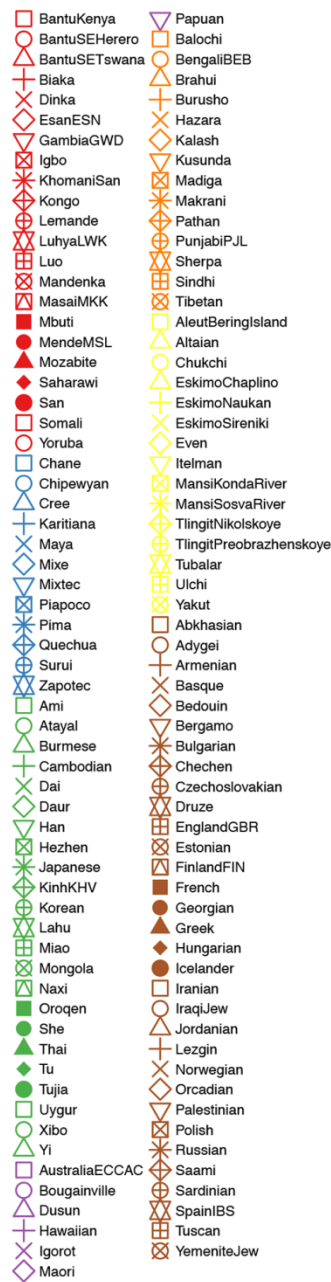 BantuKenya
BantuSEHerero
BantuSETswana
Biaka
Dinka
EsanESN
GambiaGWD
Igbo
KhomaniSan
Kongo
Lemande
LuhyaLWK
Luo
Mandenka
MasaiMKK
Mbuti
MendeMSL
Mozabite
Saharawi
San
Somali
Yoruba
Chane
Chipewyan
Cree
Karitiana
Maya
Mixe
Mixtec
Piapoco
Pima
Quechua
Surui
Zapotec
Ami
Atayal
Burmese
Cambodian
Dai
Daur
Han
Hezhen
Japanese
KinhKHV
Korean
Lahu
Miao
Mongola
Naxi
Oroqen
She
Thai
Tu
Tujia
Uygur
Xibo
Yi
AustraliaECCAC
Bougainville
Dusun
Hawaiian
Igorot
Maori
Papuan
Balochi
BengaliBEB
Brahui
Burusho
Hazara
Kalash
Kusunda
Madiga
Makrani
Pathan
PunjabiPJL
Sherpa
Sindhi
Tibetan
AleutBeringIsland
Altaian
Chukchi
EskimoChaplino
EskimoNaukan
EskimoSireniki
Even
Itelman
MansiKondaRiver
MansiSosvaRiver
TlingitNikolskoye
TlingitPreobrazhenskoye
Tubalar
Ulchi
Yakut
Abkhasian
Adygei
Armenian
Basque
Bedouin
Bergamo
Bulgarian
Chechen
Czechoslovakian
Druze
EnglandGBR
Estonian
FinlandFIN
French
Georgian
Greek
Hungarian
Icelander
Iranian
IraqiJew
Jordanian
Lezgin
Norwegian
Orcadian
Palestinian
Polish
Russian
Saami
Sardinian
SpainIBS
Tuscan
YemeniteJew